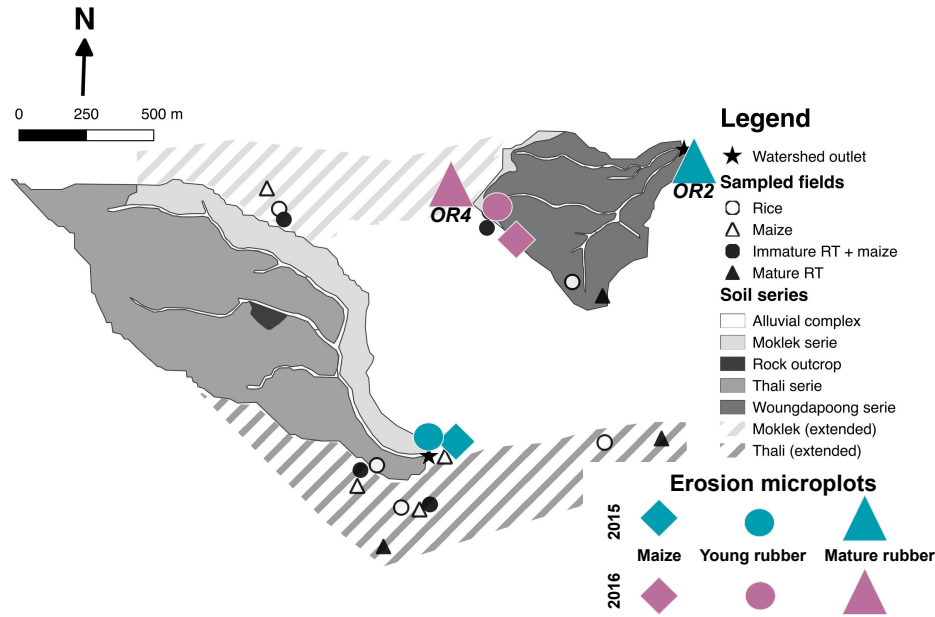 N
0 250 500 m
OR4
OR2
Legend
Watershed outlet
Sampled fields
Rice
Maize
Immature RT + maize
Mature RT
Soil series
Alluvial complex
Moklek serie
Rock outcrop
Thali serie
Woungdapoong serie
Moklek (extended)
Thali (extended)
Erosion microplots
2015
Maize Young rubber Mature rubber
2016